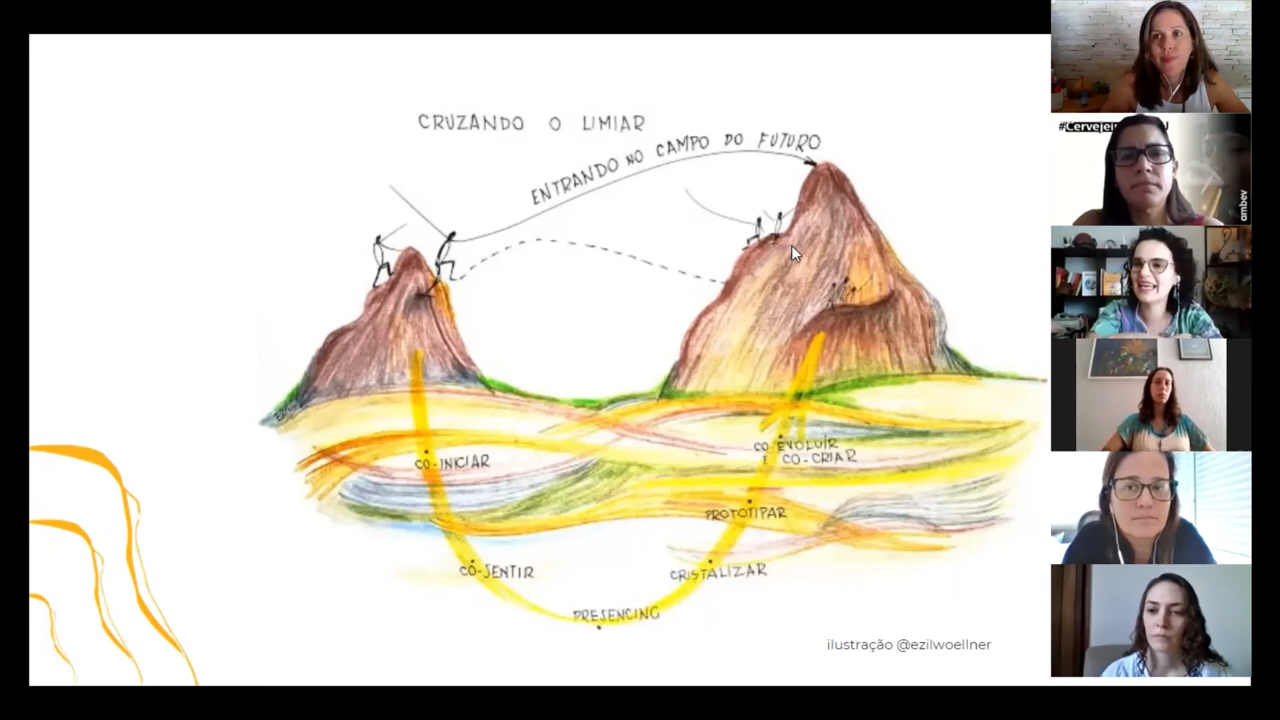 CRUZANDO O LIMIAR
ENTRANDO NO CAMPO DO FUTURO
CO-INICIAR
CO-EVOLUIR
E CO-CRIAR
PROTOTIPAR
CO-SENTIR
CRISTALIZAR
PRESENCING
ilustração @ezilwoellner
ambev